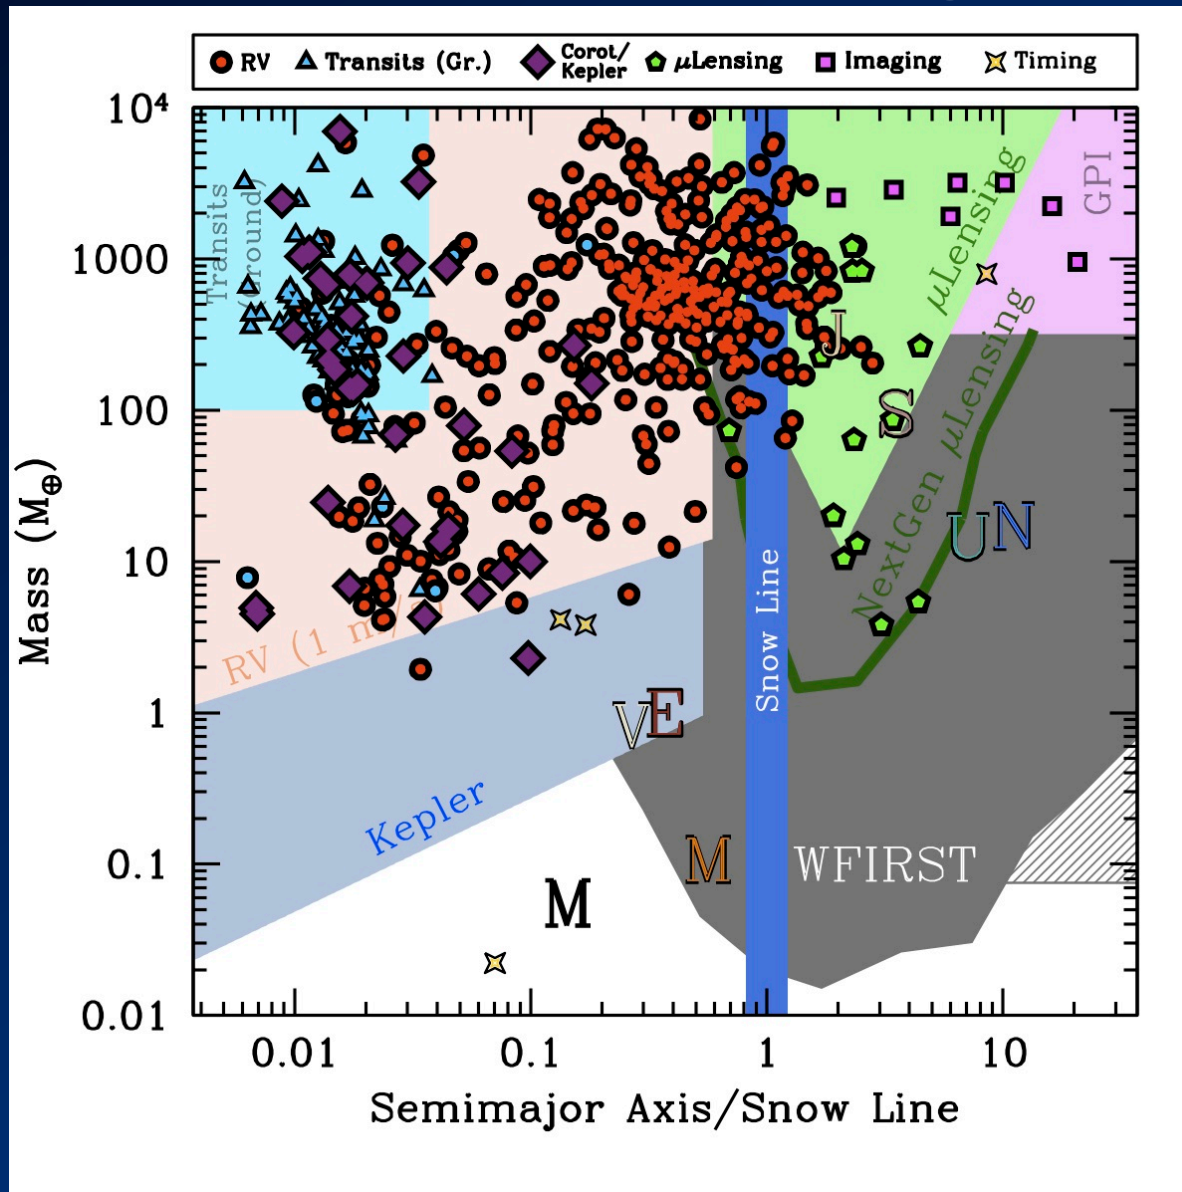 RV Transits (Gr.) Corot/ Kepler μLensing Imaging Timing
10⁴
1000
100
10
1
0.1
0.01
Mass (M⊕)
Transits
(Ground)
RV (1 m/s)
Kepler
Snow Line
μLensing
NextGen μLensing
GPI
WFIRST
J
S
U N
V E
M
M
0.01 0.1 1 10
Semimajor Axis/Snow Line